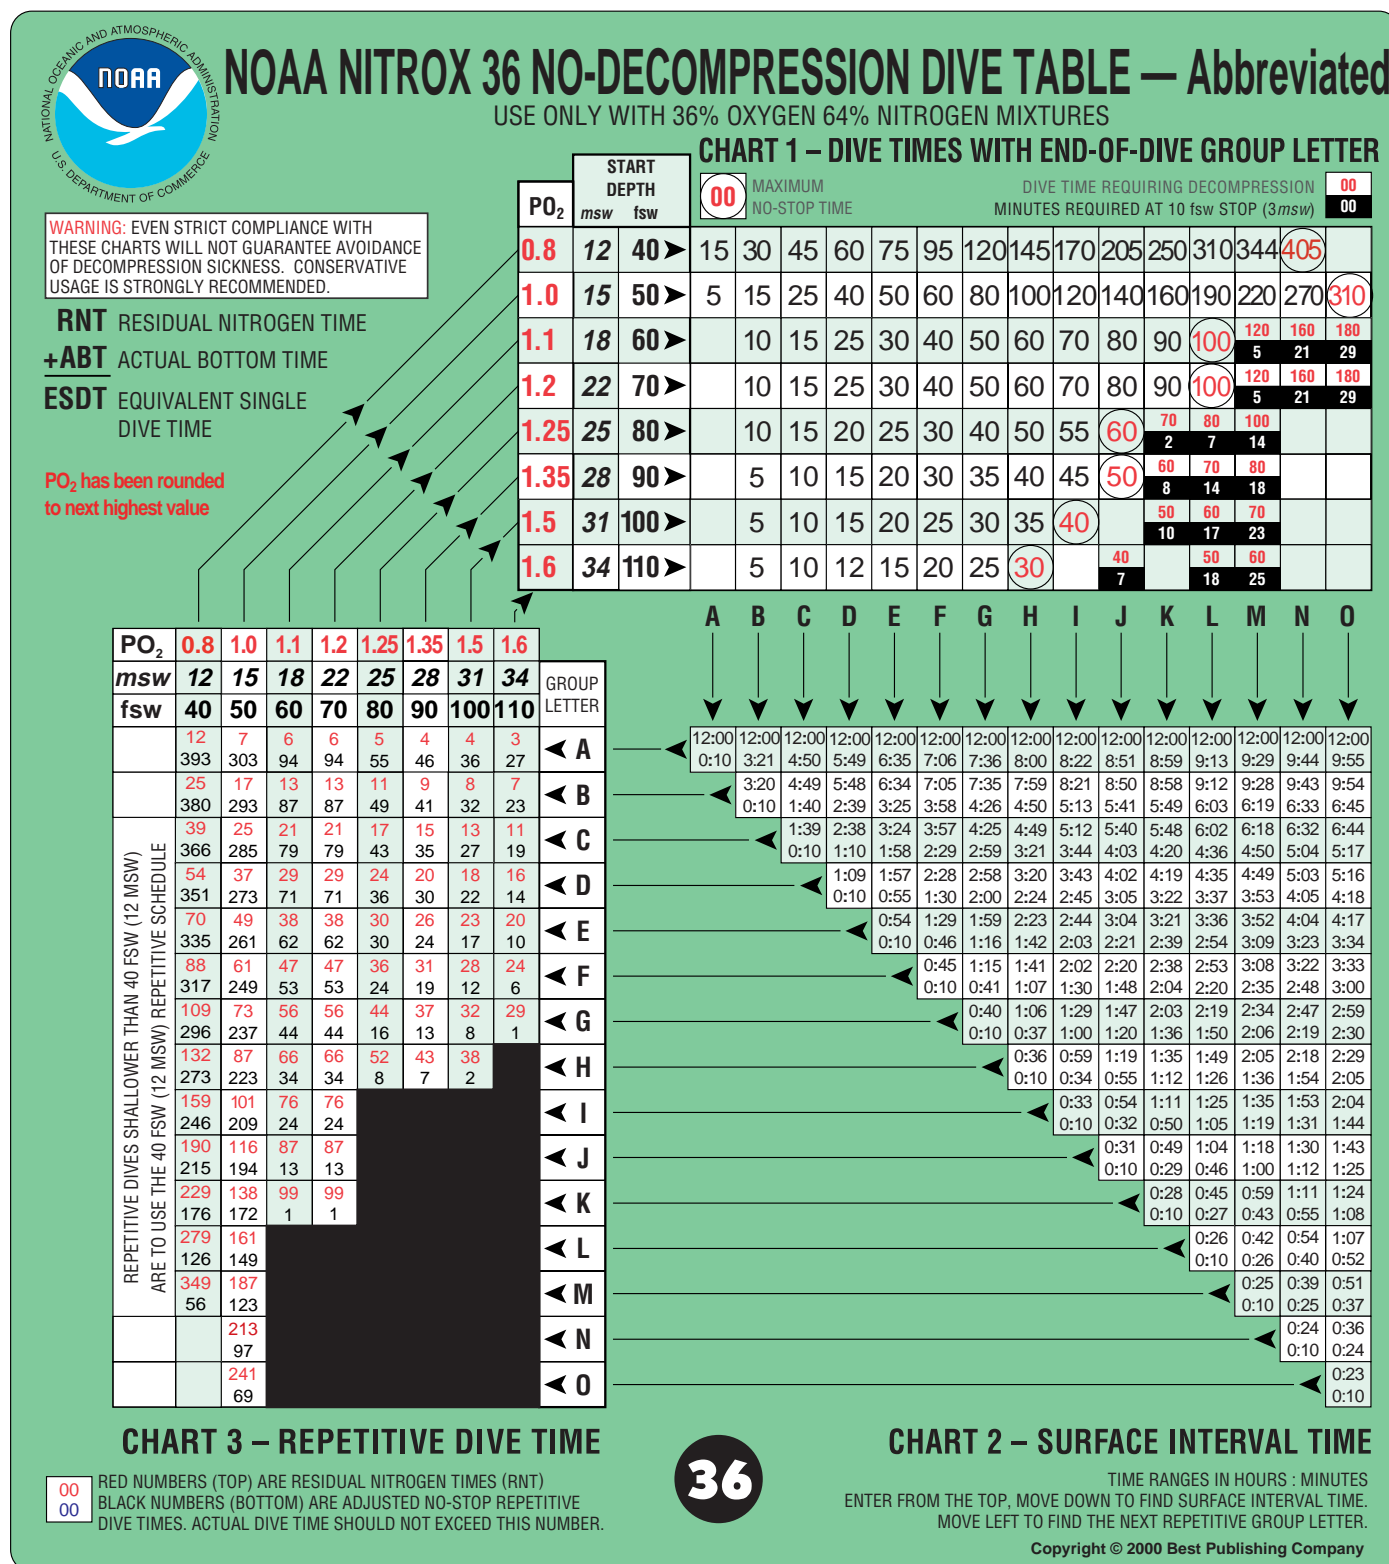 NATIONAL OCEANIC AND ATMOSPHERIC ADMINISTRATION
U.S. DEPARTMENT OF COMMERCE
NOAA
NOAA NITROX 36 NO-DECOMPRESSION DIVE TABLE — Abbreviated
USE ONLY WITH 36% OXYGEN 64% NITROGEN MIXTURES
CHART 1 – DIVE TIMES WITH END-OF-DIVE GROUP LETTER
00 MAXIMUM NO-STOP TIME
DIVE TIME REQUIRING DECOMPRESSION 00
MINUTES REQUIRED AT 10 fsw STOP (3msw) 00
WARNING: EVEN STRICT COMPLIANCE WITH
THESE CHARTS WILL NOT GUARANTEE AVOIDANCE
OF DECOMPRESSION SICKNESS. CONSERVATIVE
USAGE IS STRONGLY RECOMMENDED.
RNT RESIDUAL NITROGEN TIME
+ABT ACTUAL BOTTOM TIME
ESDT EQUIVALENT SINGLE
DIVE TIME
PO2 has been rounded
to next highest value
START
DEPTH
PO2 msw fsw
0.8 12 40 15 30 45 60 75 95 120 145 170 205 250 310 344 405
1.0 15 50 5 15 25 40 50 60 80 100 120 140 160 190 220 270 310
1.1 18 60 10 15 25 30 40 50 60 70 80 90 100 120 160 180
5 21 29
1.2 22 70 10 15 25 30 40 50 60 70 80 90 100 120 160 180
5 21 29
1.25 25 80 10 15 20 25 30 40 50 55 60 70 80 100
2 7 14
1.35 28 90 5 10 15 20 30 35 40 45 50 60 70 80
8 14 18
1.5 31 100 5 10 15 20 25 30 35 40 50 60 70
10 17 23
1.6 34 110 5 10 12 15 20 25 30 40 50 60
7 18 25
A B C D E F G H I J K L M N O
PO2 0.8 1.0 1.1 1.2 1.25 1.35 1.5 1.6
msw 12 15 18 22 25 28 31 34
fsw 40 50 60 70 80 90 100 110
GROUP
LETTER
REPETITIVE DIVES SHALLOWER THAN 40 FSW (12 MSW)
ARE TO USE THE 40 FSW (12 MSW) REPETITIVE SCHEDULE
12 7 6 6 5 4 4 3
393 303 94 94 55 46 36 27
A
12:00 12:00 12:00 12:00 12:00 12:00 12:00 12:00 12:00 12:00 12:00 12:00 12:00 12:00 12:00
0:10 3:21 4:50 5:49 6:35 7:06 7:36 8:00 8:22 8:51 8:59 9:13 9:29 9:44 9:55
25 17 13 13 11 9 8 7
380 293 87 87 49 41 32 23
B
3:20 4:49 5:48 6:34 7:05 7:35 7:59 8:21 8:50 8:58 9:12 9:28 9:43 9:54
0:10 1:40 2:39 3:25 3:58 4:26 4:50 5:13 5:41 5:49 6:03 6:19 6:33 6:45
39 25 21 21 17 15 13 11
366 285 79 79 43 35 27 19
C
1:39 2:38 3:24 3:57 4:25 4:49 5:12 5:40 5:48 6:02 6:18 6:32 6:44
0:10 1:10 1:58 2:29 2:59 3:21 3:44 4:03 4:20 4:36 4:50 5:04 5:17
54 37 29 29 24 20 18 16
351 273 71 71 36 30 22 14
D
1:09 1:57 2:28 2:58 3:20 3:43 4:02 4:19 4:35 4:49 5:03 5:16
0:10 0:55 1:30 2:00 2:24 2:45 3:05 3:22 3:37 3:53 4:05 4:18
70 49 38 38 30 26 23 20
335 261 62 62 30 24 17 10
E
0:54 1:29 1:59 2:23 2:44 3:04 3:21 3:36 3:52 4:04 4:17
0:10 0:46 1:16 1:42 2:03 2:21 2:39 2:54 3:09 3:23 3:34
88 61 47 47 36 31 28 24
317 249 53 53 24 19 12 6
F
0:45 1:15 1:41 2:02 2:20 2:38 2:53 3:08 3:22 3:33
0:10 0:41 1:07 1:30 1:48 2:04 2:20 2:35 2:48 3:00
109 73 56 56 44 37 32 29
296 237 44 44 16 13 8 1
G
0:40 1:06 1:29 1:47 2:03 2:19 2:34 2:47 2:59
0:10 0:37 1:00 1:20 1:36 1:50 2:06 2:19 2:30
132 87 66 66 52 43 38
273 223 34 34 8 7 2
H
0:36 0:59 1:19 1:35 1:49 2:05 2:18 2:29
0:10 0:34 0:55 1:12 1:26 1:36 1:54 2:05
159 101 76 76
246 209 24 24
I
0:33 0:54 1:11 1:25 1:35 1:53 2:04
0:10 0:32 0:50 1:05 1:19 1:31 1:44
190 116 87 87
215 194 13 13
J
0:31 0:49 1:04 1:18 1:30 1:43
0:10 0:29 0:46 1:00 1:12 1:25
229 138 99 99
176 172 1 1
K
0:28 0:45 0:59 1:11 1:24
0:10 0:27 0:43 0:55 1:08
279 161
126 149
L
0:26 0:42 0:54 1:07
0:10 0:26 0:40 0:52
349 187
56 123
M
0:25 0:39 0:51
0:10 0:25 0:37
213
97
N
0:24 0:36
0:10 0:24
241
69
O
0:23
0:10
CHART 3 – REPETITIVE DIVE TIME
00 RED NUMBERS (TOP) ARE RESIDUAL NITROGEN TIMES (RNT)
00 BLACK NUMBERS (BOTTOM) ARE ADJUSTED NO-STOP REPETITIVE
DIVE TIMES. ACTUAL DIVE TIME SHOULD NOT EXCEED THIS NUMBER.
36
CHART 2 – SURFACE INTERVAL TIME
TIME RANGES IN HOURS : MINUTES
ENTER FROM THE TOP, MOVE DOWN TO FIND SURFACE INTERVAL TIME.
MOVE LEFT TO FIND THE NEXT REPETITIVE GROUP LETTER.
Copyright © 2000 Best Publishing Company